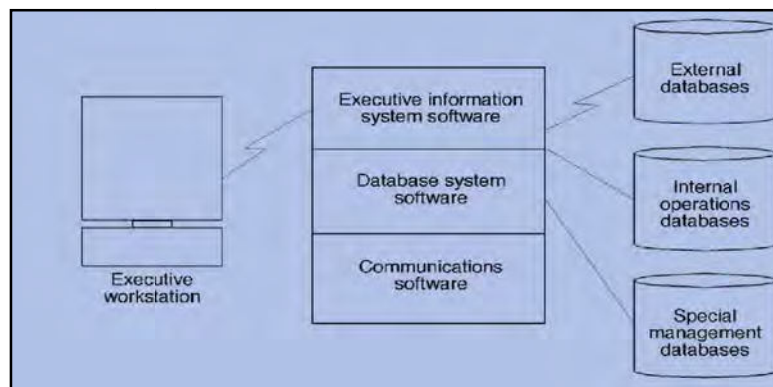 Executive information
system software
Database system
software
Communications
software
Executive
workstation
External
databases
Internal
operations
databases
Special
management
databases